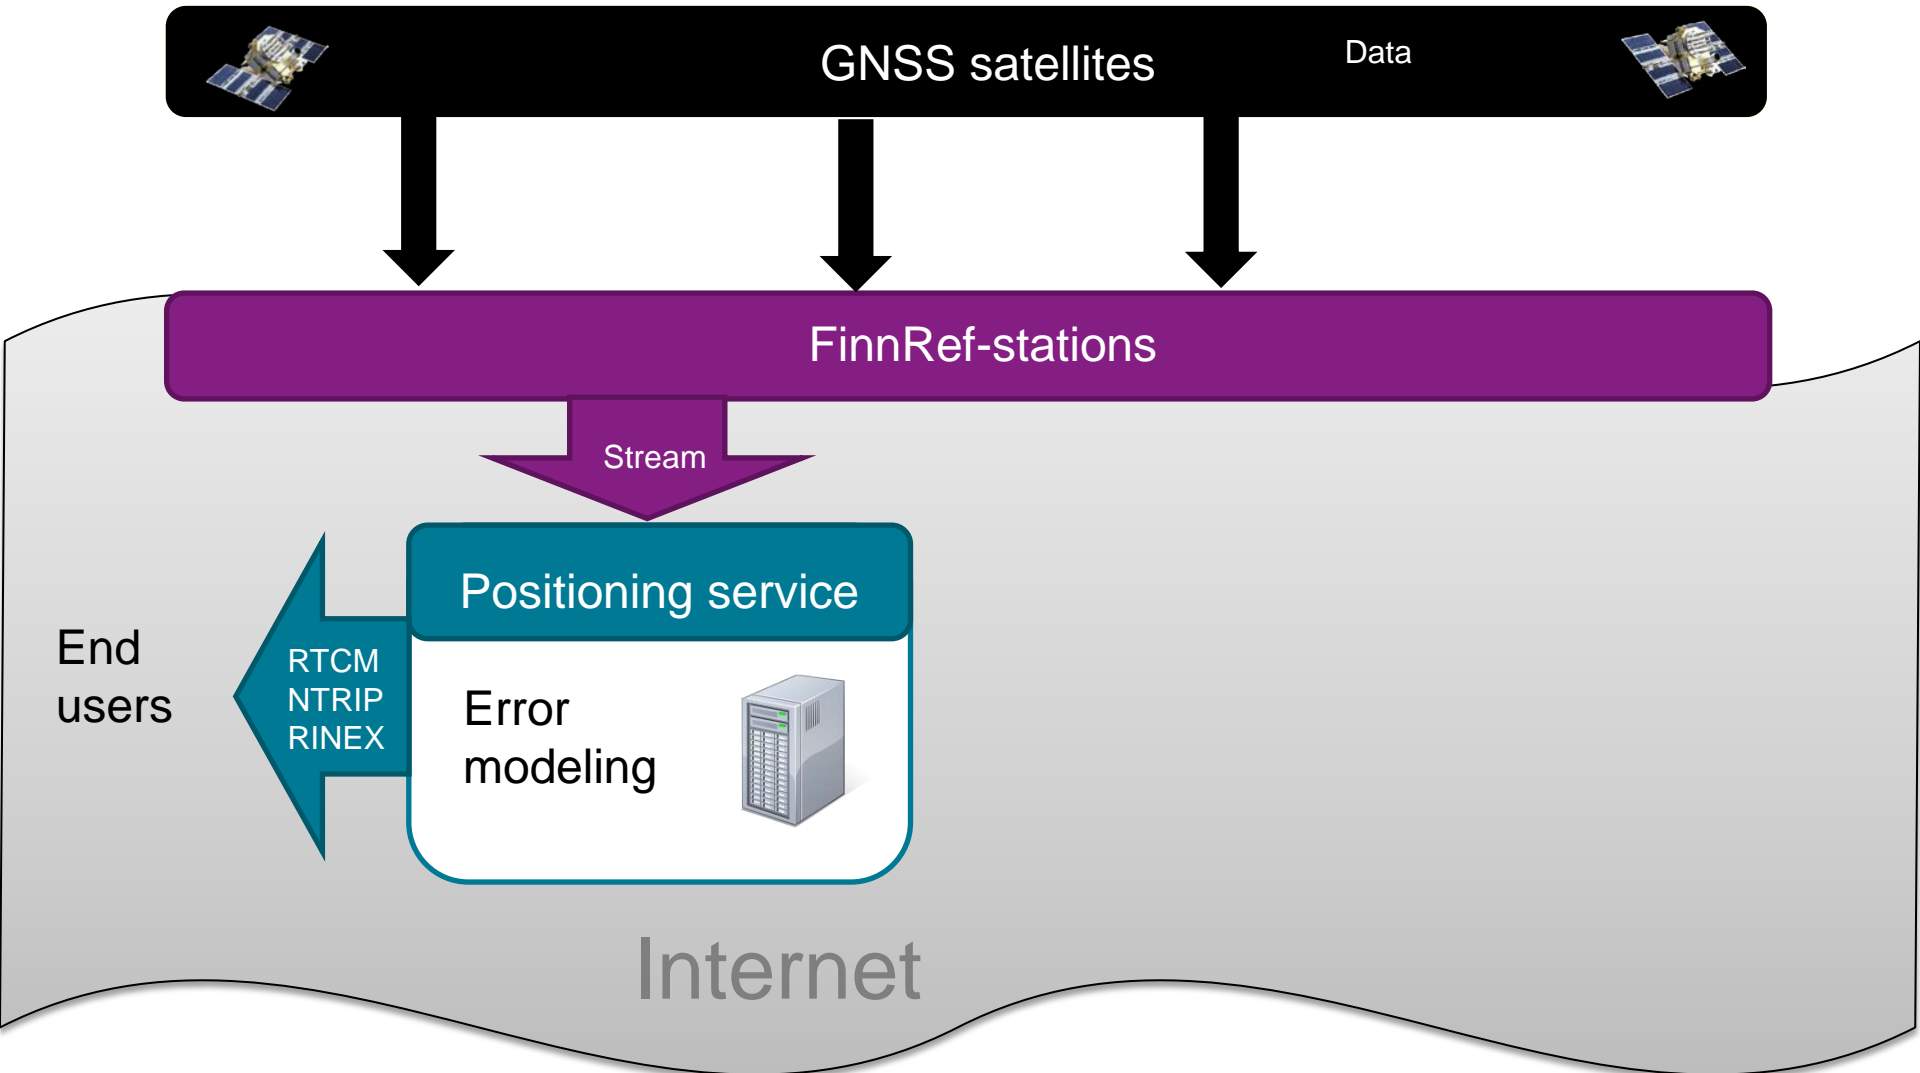 GNSS satellites
Data
FinnRef-stations
Stream
Positioning service
End
users
RTCM
NTRIP
RINEX
Error
modeling
Internet